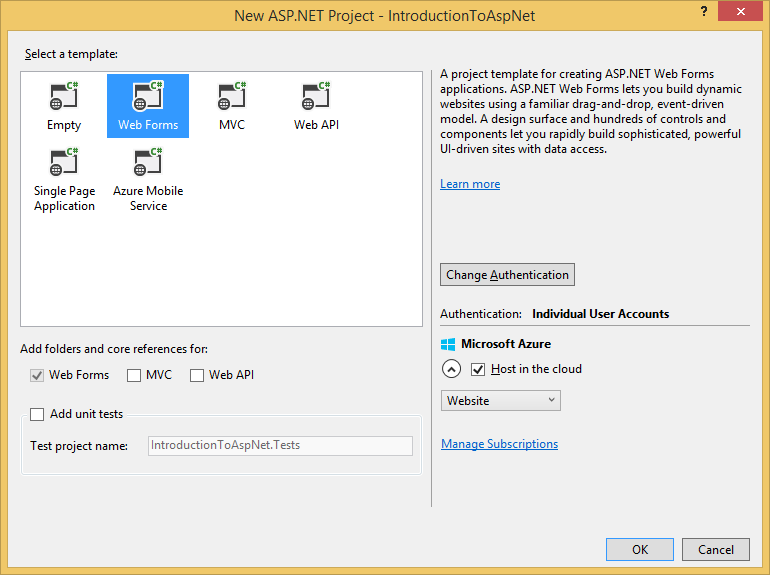 New ASP.NET Project - IntroductionToAspNet
?
Select a template:
C#
C#
C#
C#
Empty
Web Forms
MVC
Web API
C#
C#
Single Page
Application
Azure Mobile
Service
A project template for creating ASP.NET Web Forms
applications. ASP.NET Web Forms lets you build dynamic
websites using a familiar drag-and-drop, event-driven
model. A design surface and hundreds of controls and
components let you rapidly build sophisticated, powerful
UI-driven sites with data access.
Learn more
Change Authentication
Authentication: Individual User Accounts
Microsoft Azure
Host in the cloud
Website
Manage Subscriptions
Add folders and core references for:
Web Forms
MVC
Web API
Add unit tests
Test project name: IntroductionToAspNet.Tests
OK
Cancel